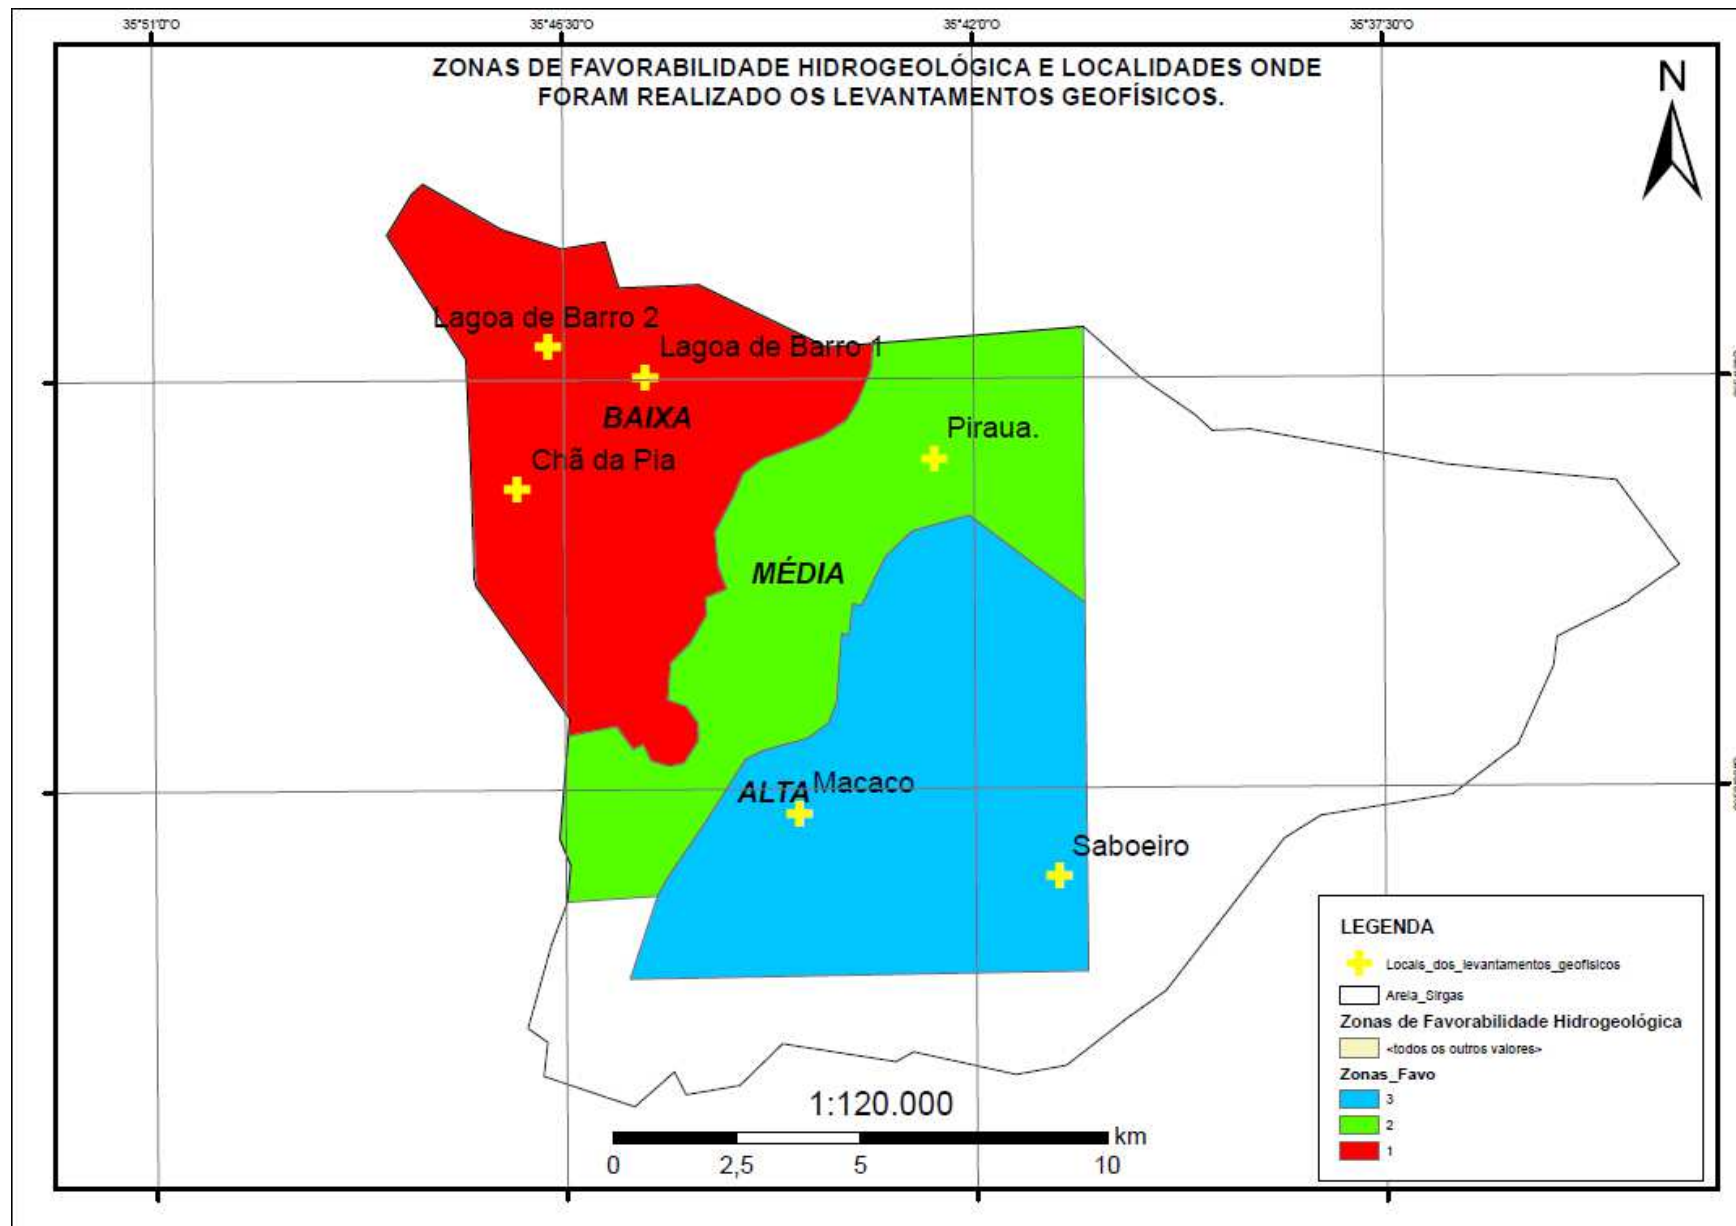 35°51'0"O
35°46'30"O
35°42'0"O
35°37'30"O
ZONAS DE FAVORABILIDADE HIDROGEOLÓGICA E LOCALIDADES ONDE
FORAM REALIZADO OS LEVANTAMENTOS GEOFÍSICOS.
N
Lagoa de Barro 2
Lagoa de Barro 1
BAIXA
Chã da Pia
Piraua.
MÉDIA
ALTA
Macaco
Saboeiro
LEGENDA
Locais_dos_levantamentos_geofisicos
Areia_Sirgas
Zonas de Favorabilidade Hidrogeológica
<todos os outros valores>
Zonas_Favo
3
2
1
1:120.000
km
0
2,5
5
10